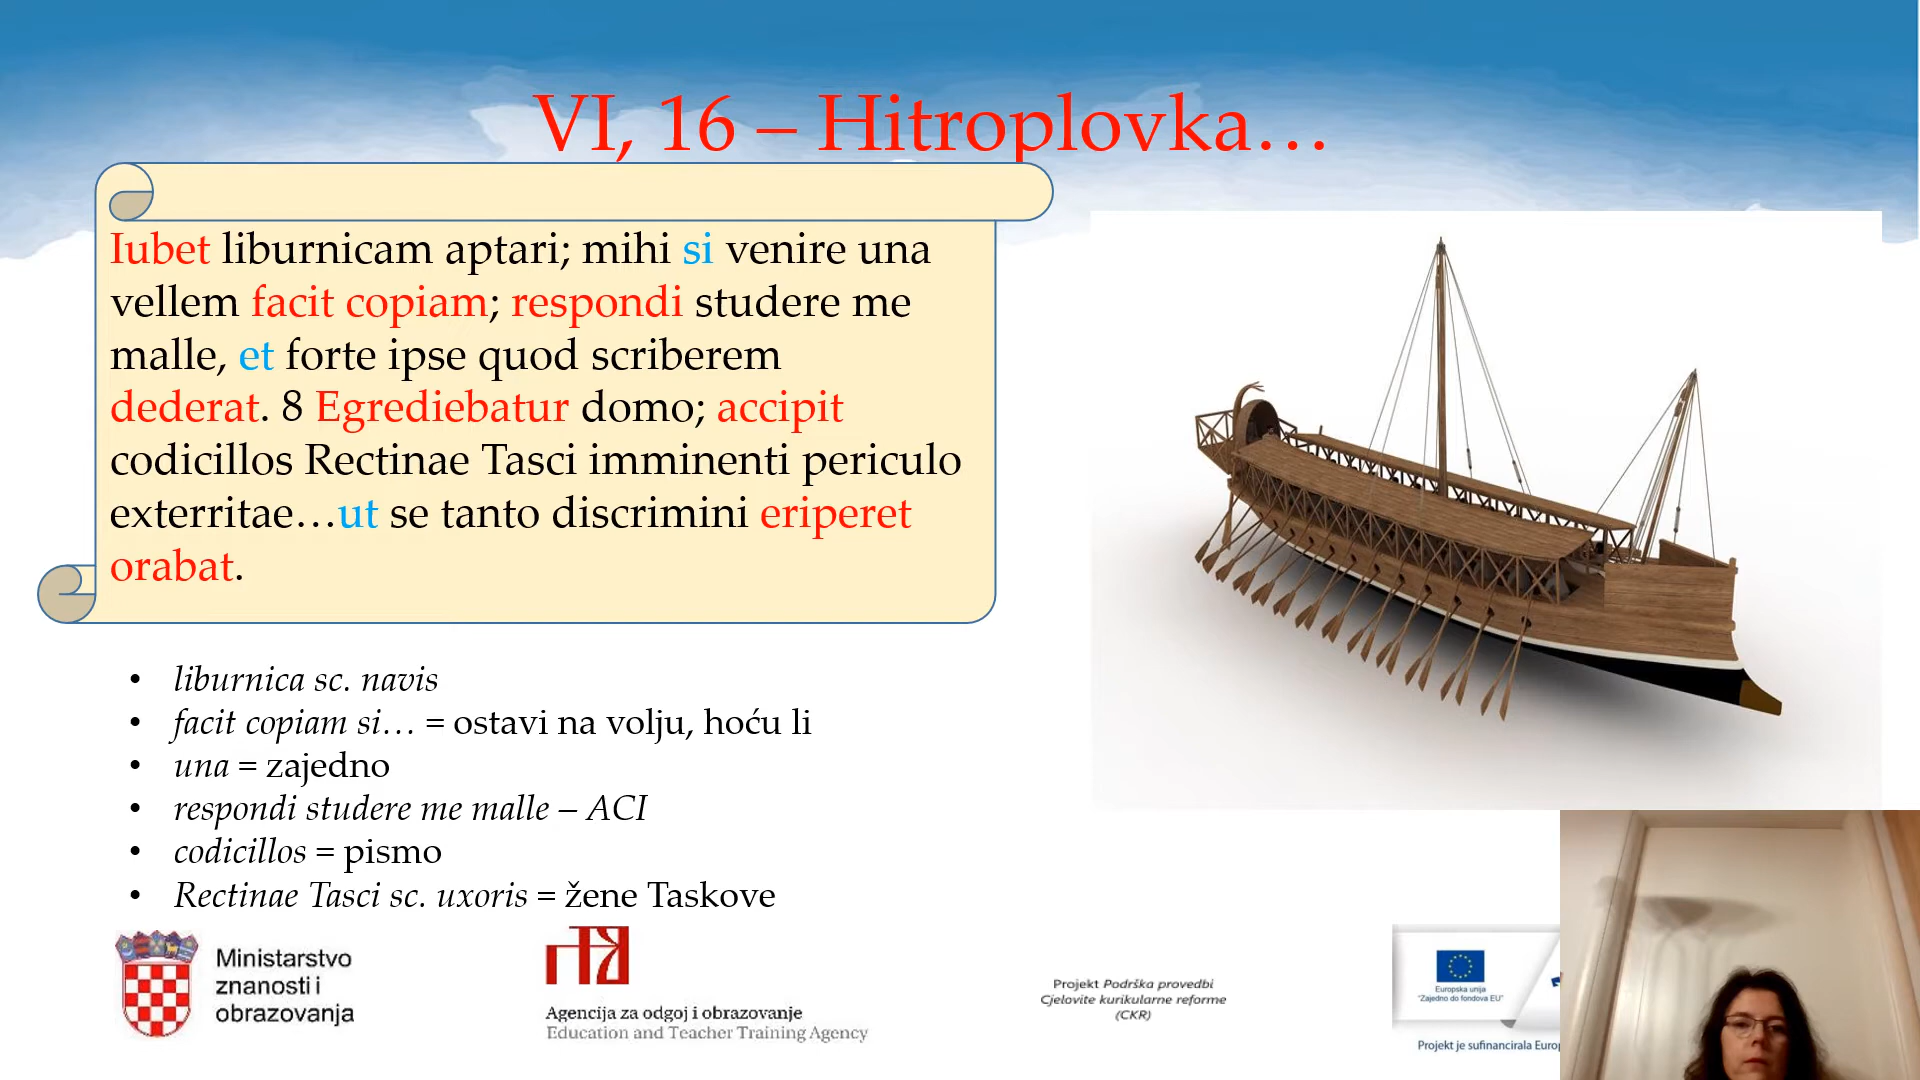 VI, 16 – Hitroplovka…
Iubet liburnicam aptari; mihi si venire una
vellem facit copiam; respondi studere me
malle, et forte ipse quod scriberem
dederat. 8 Egrediebatur domo; accipit
codicillos Rectinae Tasci imminenti periculo
exterritae…ut se tanto discrimini eriperet
orabat.
• liburnica sc. navis
• facit copiam si… = ostavi na volju, hoću li
• una = zajedno
• respondi studere me malle – ACI
• codicillos = pismo
• Rectinae Tasci sc. uxoris = žene Taskove
Ministarstvo
znanosti i
obrazovanja
Agencija za odgoj i obrazovanje
Education and Teacher Training Agency
Projekt Podrška provedbi
Cjelovite kurikularne reforme
(CKR)
Europska unija
"Zajedno do fondova EU"
Projekt je sufinancirala Euro